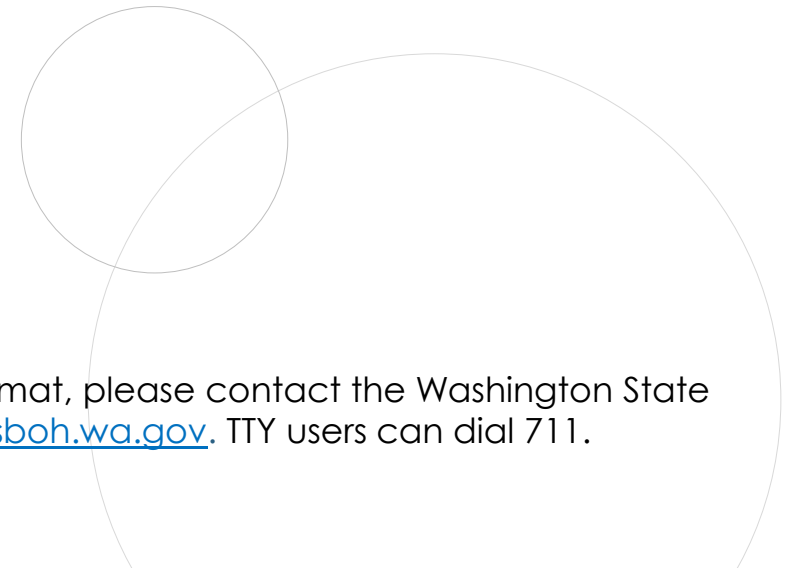 mat, please contact the Washington State
sboh.wa.gov. TTY users can dial 711.